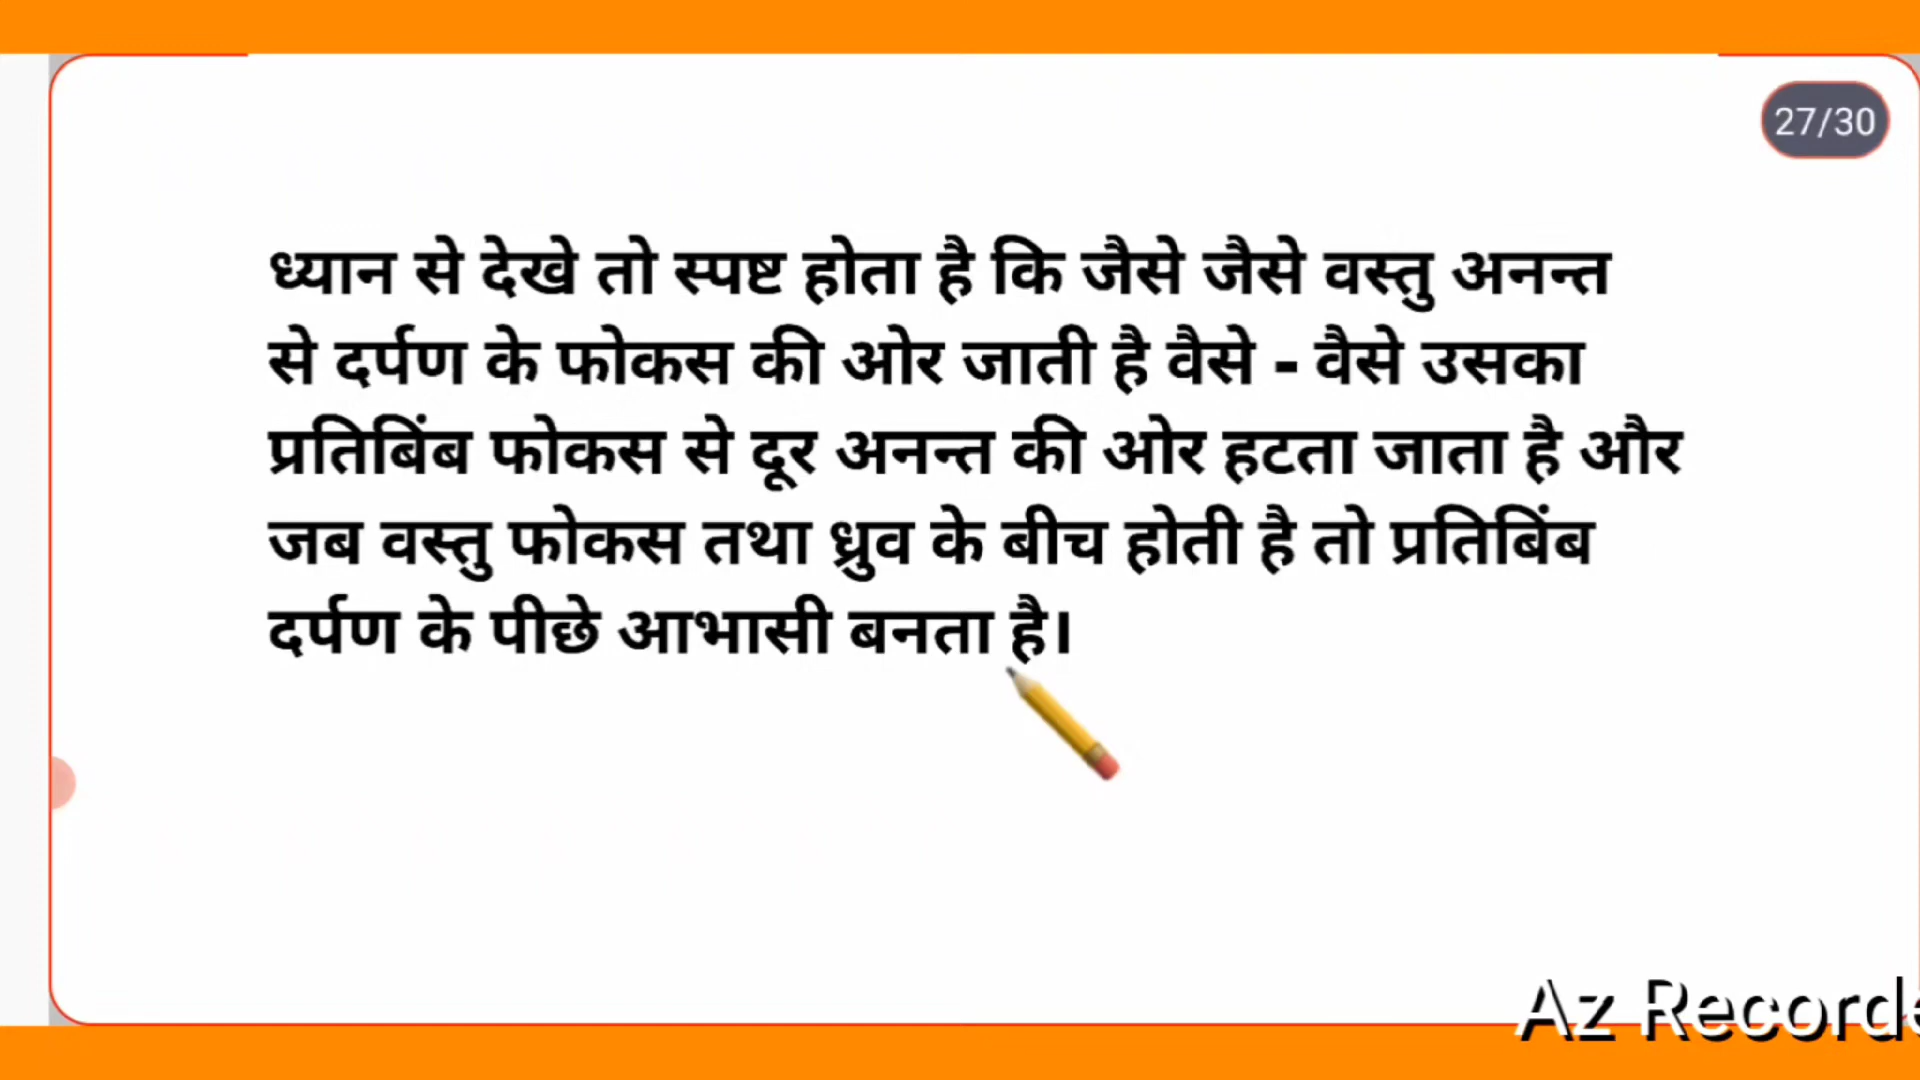 27/30
ध्यान से देखे तो स्पष्ट होता है कि जैसे जैसे वस्तु अनन्त
से दर्पण के फोकस की ओर जाती है वैसे - वैसे उसका
प्रतिबिंब फोकस से दूर अनन्त की ओर हटता जाता है और
जब वस्तु फोकस तथा ध्रुव के बीच होती है तो प्रतिबिंब
दर्पण के पीछे आभासी बनता है।
Az